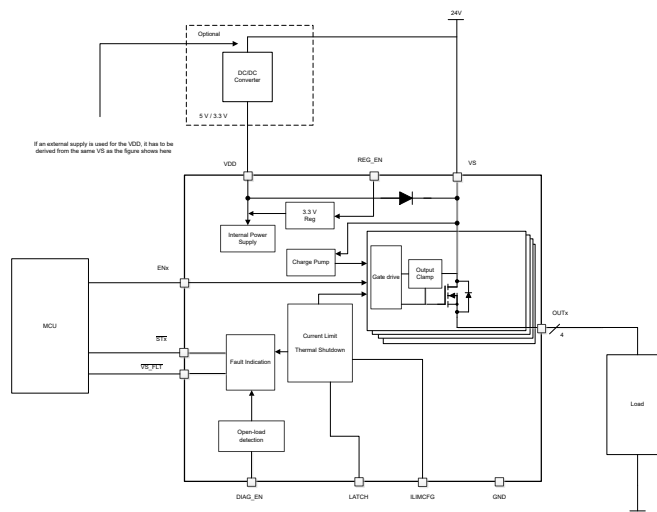 24V
Optional
DC/DC
Converter
5 V / 3.3 V
If an external supply is used for the VDD, it has to be
derived from the same VS as the figure shows here
VDD
REG_EN
VS
3.3 V
Reg
Internal Power
Supply
Charge Pump
Gate drive
Output
Clamp
ENx
MCU
OUTx
4
STx
VS_FLT
Current Limit
Thermal Shutdown
Fault Indication
Load
Open-load
detection
DIAG_EN
LATCH
ILIMCFG
GND